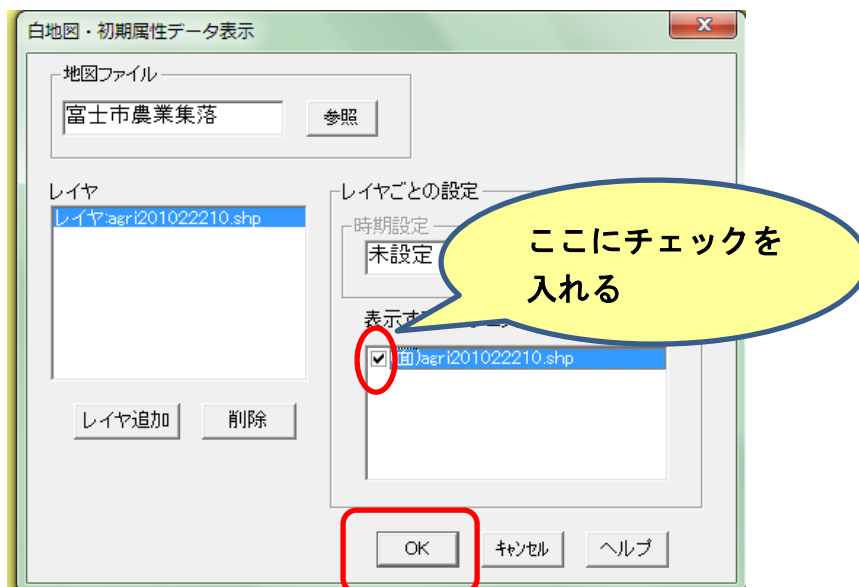 白地図・初期属性データ表示
地図ファイル
富士市農業集落
参照
レイヤ
レイヤ:agri201022210.shp
レイヤ追加
削除
レイヤごとの設定
時期設定
未設定
ここにチェックを
入れる
表示す
面)agri201022210.shp
OK
キャンセル
ヘルプ